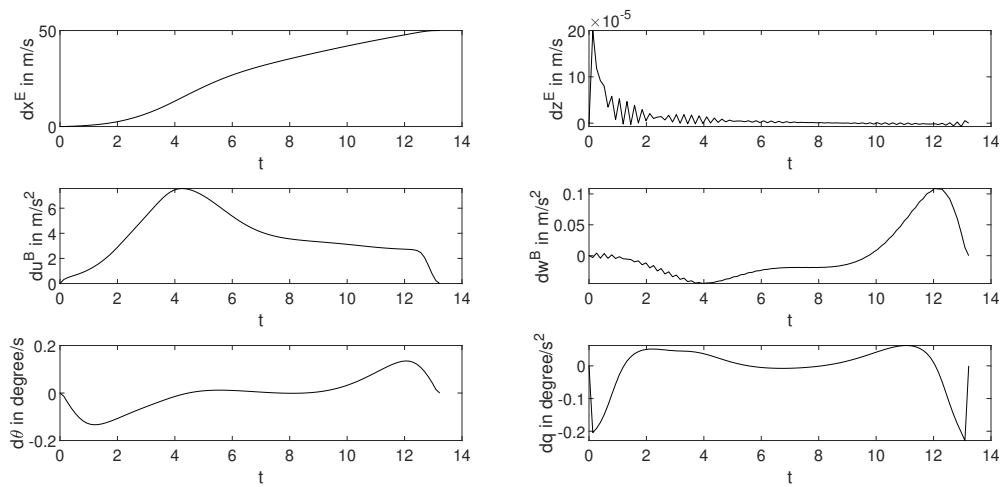 dx^E in m/s
50
0
0 2 4 6 8 10 12 14
t
dz^E in m/s
×10^-5
20
10
0
0 2 4 6 8 10 12 14
t
du^B in m/s^2
6
4
2
0
0 2 4 6 8 10 12 14
t
dw^B in m/s^2
0.1
0.05
0
0 2 4 6 8 10 12 14
t
dθ in degree/s
0.2
0
-0.2
0 2 4 6 8 10 12 14
t
dq in degree/s^2
0
-0.1
-0.2
0 2 4 6 8 10 12 14
t